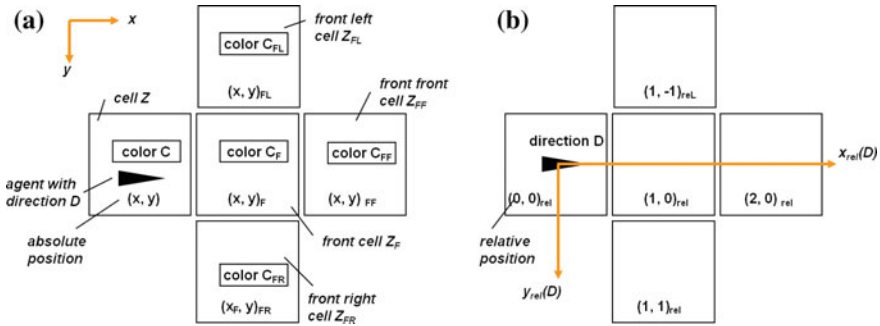 (a)
x
y
front left
cell Z_FL
color C_FL
(x, y)_FL
front front
cell Z_FF
cell Z
color C
agent with
direction D
(x, y)
absolute
position
color C_F
(x, y)_F
color C_FF
(x, y) _FF
front cell Z_F
color C_FR
(x_F, y)_FR
front right
cell Z_FR
(b)
(1, -1)_reL
direction D
x_rel(D)
(0, 0)_rel
(1, 0)_rel
(2, 0)_rel
relative
position
y_rel(D)
(1, 1)_rel